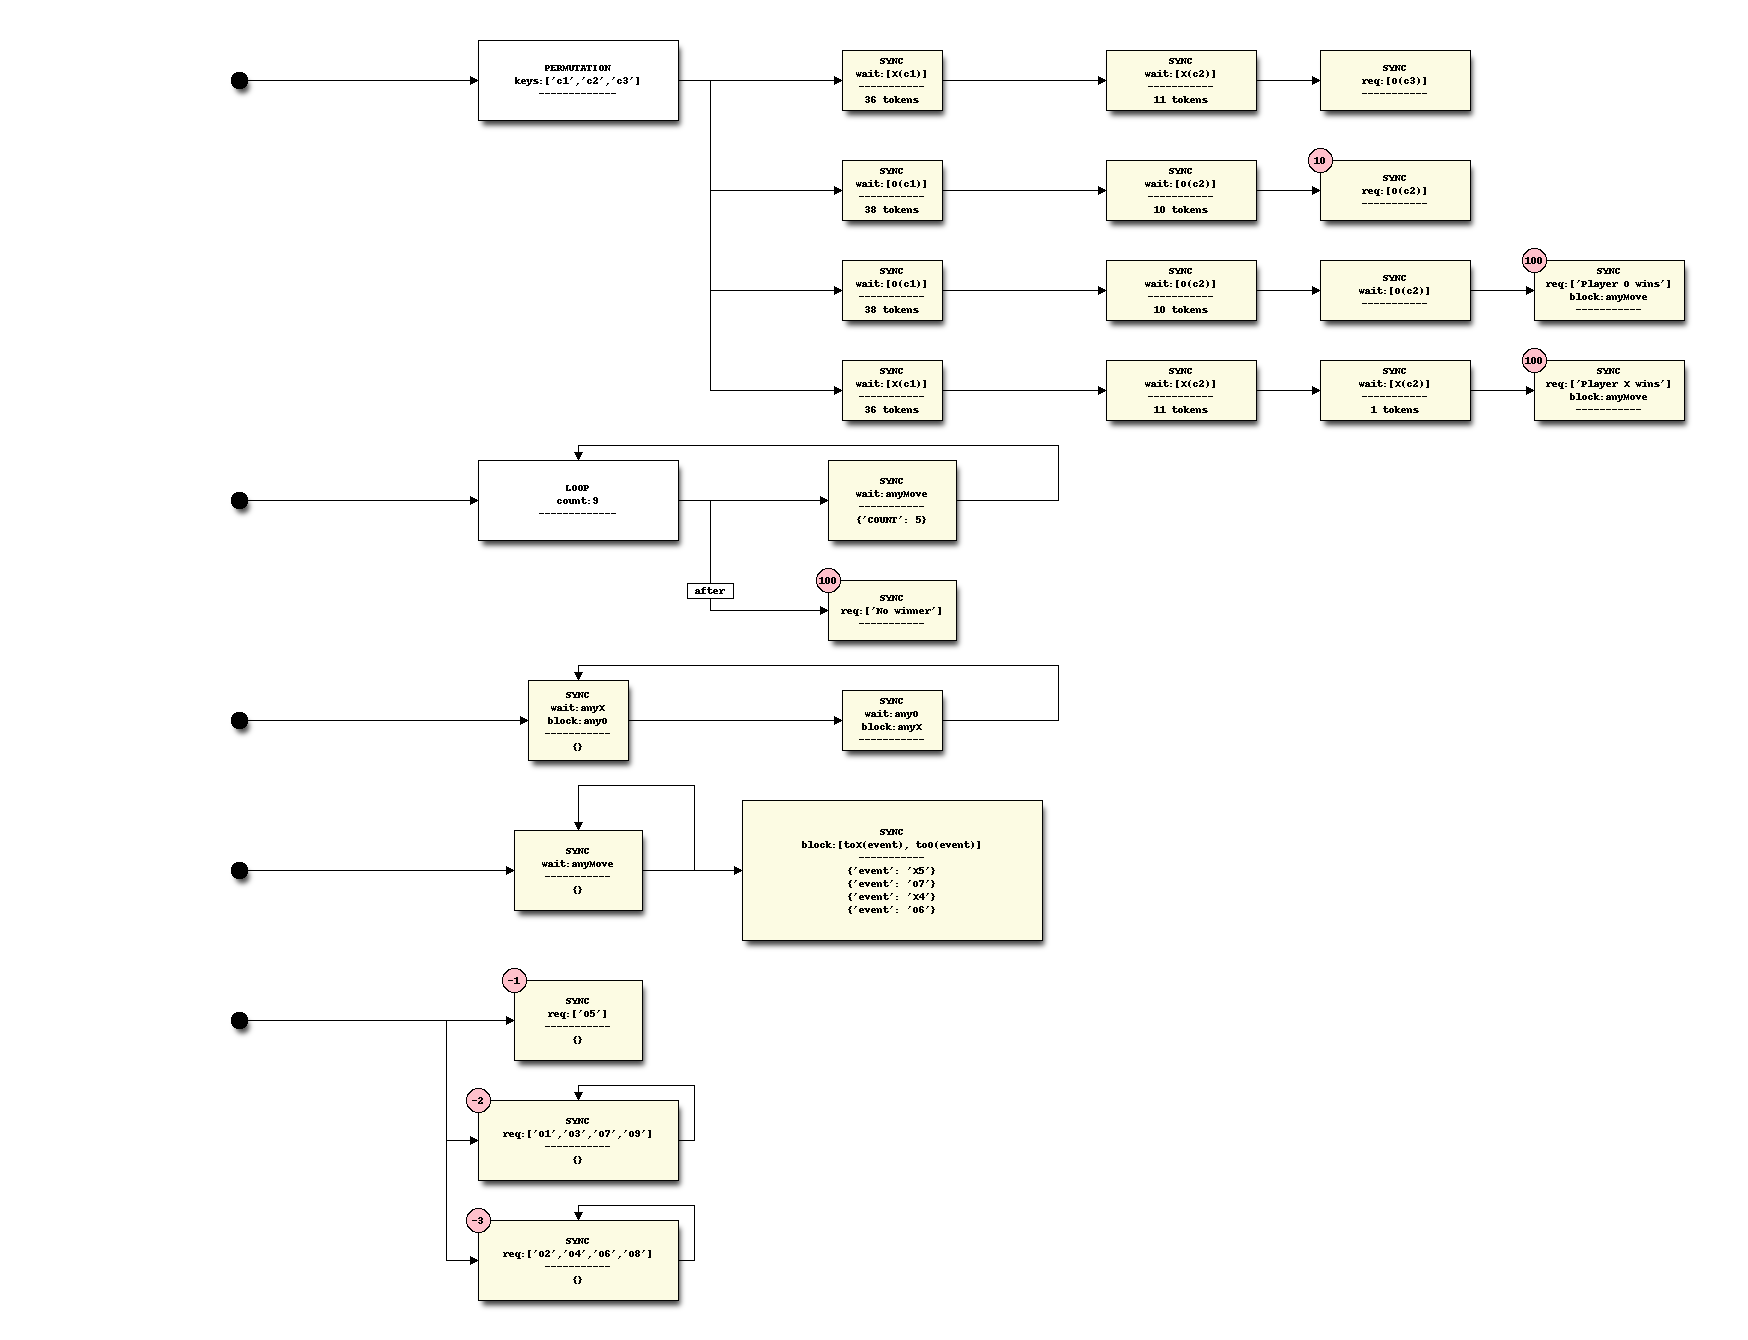 PERMUTATION
keys:['c1','c2','c3']
-------------
SYNC
wait:[X(c1)]
-----------
36 tokens
SYNC
wait:[X(c2)]
-----------
11 tokens
SYNC
req:[O(c3)]
-----------
SYNC
wait:[O(c1)]
-----------
38 tokens
SYNC
wait:[O(c2)]
-----------
10 tokens
10
SYNC
req:[O(c2)]
-----------
SYNC
wait:[O(c1)]
-----------
38 tokens
SYNC
wait:[O(c2)]
-----------
10 tokens
SYNC
wait:[O(c2)]
-----------
100
SYNC
req:['Player O wins']
block:anyMove
-----------
SYNC
wait:[X(c1)]
-----------
36 tokens
SYNC
wait:[X(c2)]
-----------
11 tokens
SYNC
wait:[X(c2)]
-----------
1 tokens
100
SYNC
req:['Player X wins']
block:anyMove
-----------
LOOP
count:9
-------------
SYNC
wait:anyMove
-----------
{'COUNT': 5}
after
100
SYNC
req:['No winner']
-----------
SYNC
wait:anyX
block:anyO
-----------
{}
SYNC
wait:anyO
block:anyX
-----------
SYNC
wait:anyMove
-----------
{}
SYNC
block:[toX(event), toO(event)]
-----------
{'event': 'X5'}
{'event': 'O7'}
{'event': 'X4'}
{'event': 'O6'}
-1
SYNC
req:['O5']
-----------
{}
-2
SYNC
req:['O1','O3','O7','O9']
-----------
{}
-3
SYNC
req:['O2','O4','O6','O8']
-----------
{}